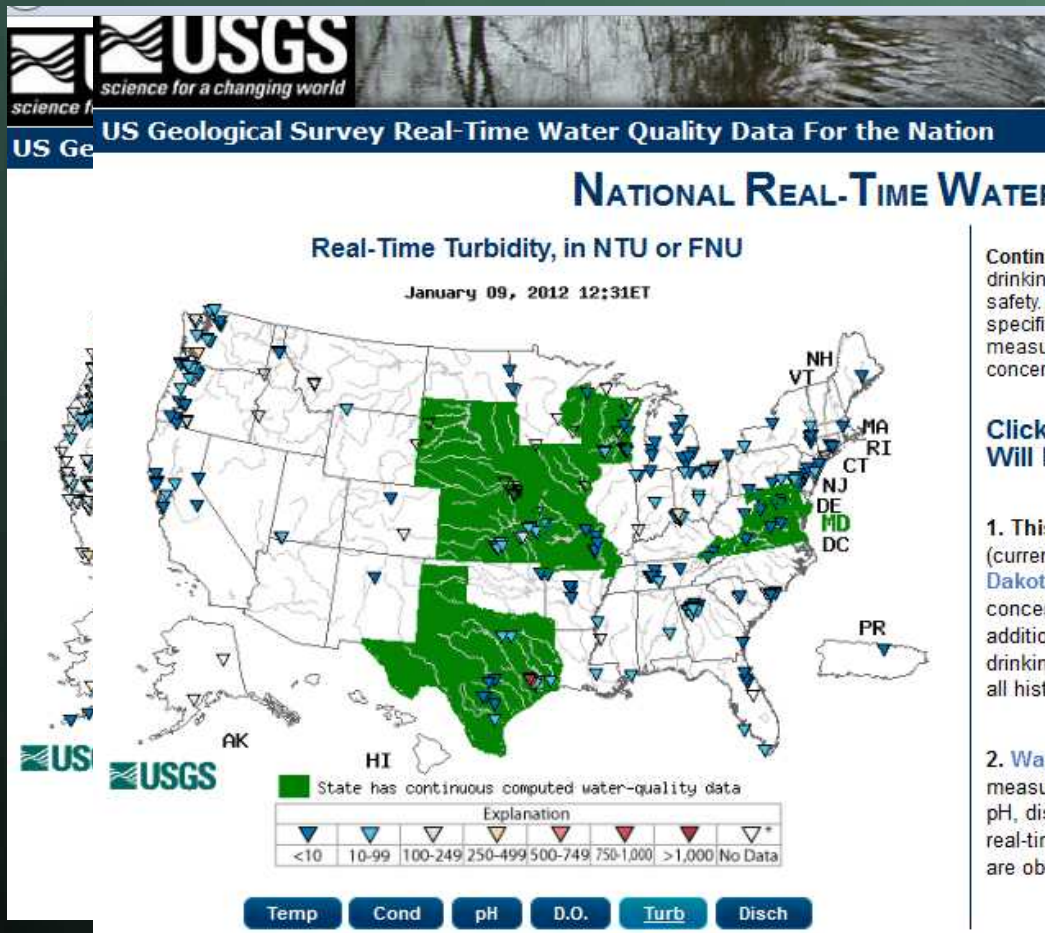 USGS
science for a changing world
science f
US Ge
US Geological Survey Real-Time Water Quality Data For the Nation
NATIONAL REAL-TIME WATER
Real-Time Turbidity, in NTU or FNU
January 09, 2012 12:31ET
NH
VT
MA
RI
CT
NJ
DE
MD
DC
PR
AK
HI
USGS
US
State has continuous computed water-quality data
Explanation
<10 10-99 100-249 250-499 500-749 750-1,000 >1,000 No Data *
Temp Cond pH D.O. Turb Disch
Contin
drinkin
safety.
specifi
measu
concer
Click
Will
1. This
(curren
Dakot
concer
additio
drinkin
all hist
2. Wa
measu
pH, dis
real-tir
are ob